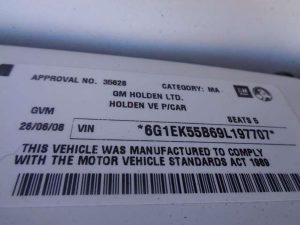 APPROVAL NO. 35628 CATEGORY: MA
GM HOLDEN LTD.
HOLDEN VE P/CAR
GVM SEATS 5
26/06/08 VIN *6G1EK55B69L197707*
THIS VEHICLE WAS MANUFACTURED TO COMPLY
WITH THE MOTOR VEHICLE STANDARDS ACT 1989